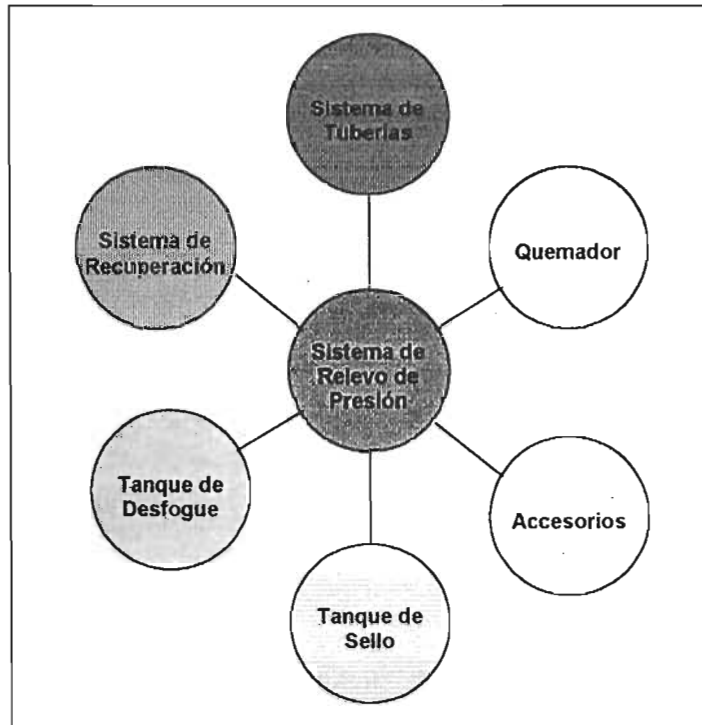 Sistema de
Tuberías
Sistema de
Recuperación
Quemador
Sistema de
Relevo de
Presión
Tanque de
Desfogue
Accesorios
Tanque de
Sello